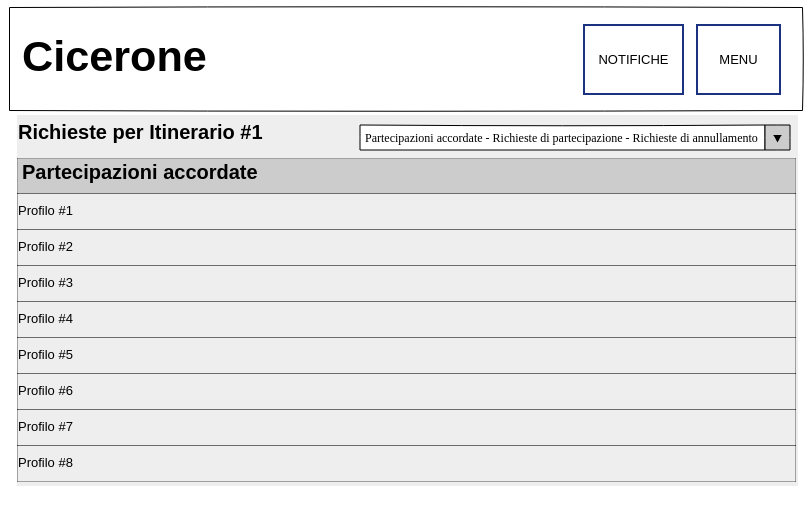 Cicerone
NOTIFICHE
MENU
Richieste per Itinerario #1
Partecipazioni accordate - Richieste di partecipazione - Richieste di annullamento
Partecipazioni accordate
Profilo #1
Profilo #2
Profilo #3
Profilo #4
Profilo #5
Profilo #6
Profilo #7
Profilo #8